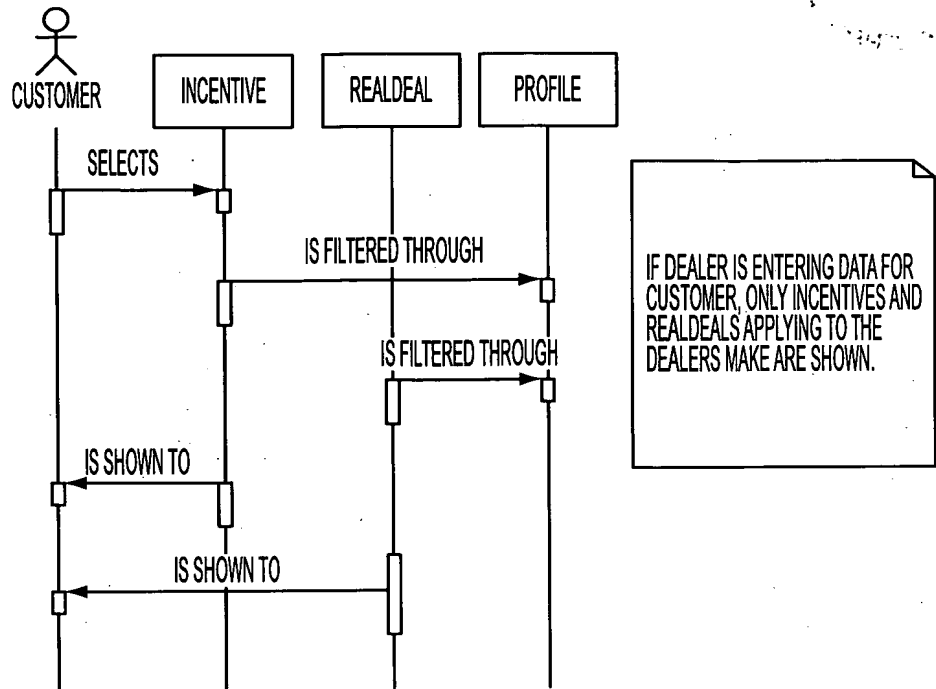 CUSTOMER
INCENTIVE
REALDEAL
PROFILE
SELECTS
IS FILTERED THROUGH
IS FILTERED THROUGH
IS SHOWN TO
IS SHOWN TO
IF DEALER IS ENTERING DATA FOR
CUSTOMER, ONLY INCENTIVES AND
REALDEALS APPLYING TO THE
DEALERS MAKE ARE SHOWN.